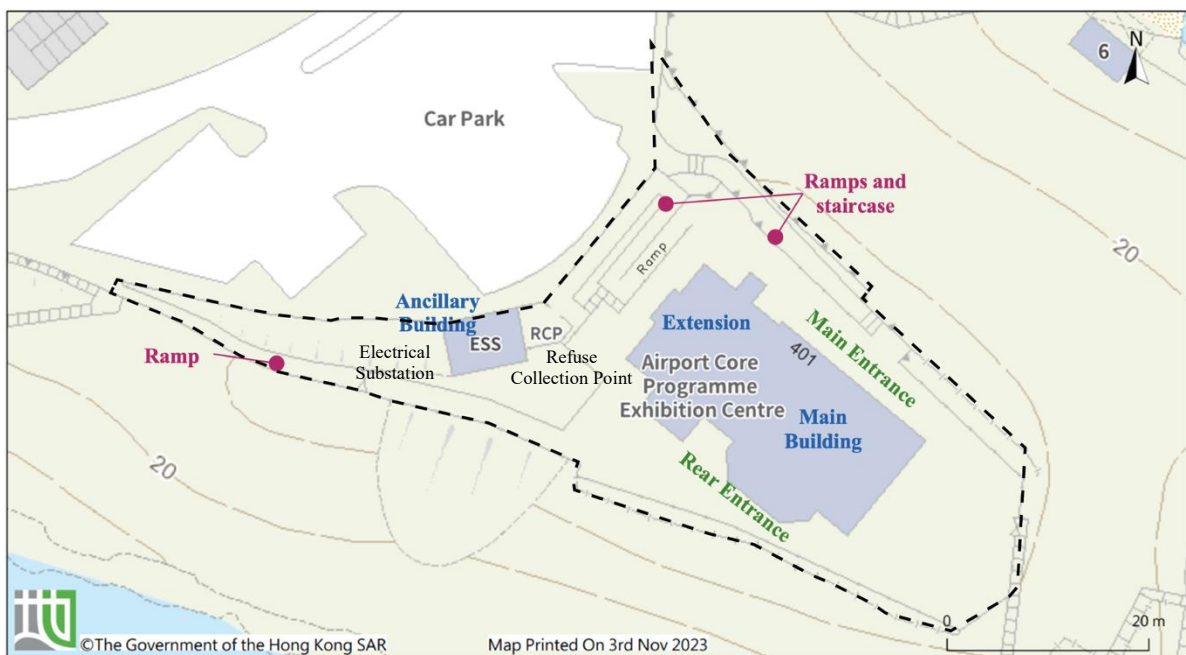 6
N
Car Park
Ramps and
staircase
20
Ramp
Ancillary
Building
ESS
RCP
Extension
Main Entrance
401
Ramp
Electrical
Substation
Refuse
Collection Point
Airport Core
Programme
Exhibition Centre
Main
Building
Rear Entrance
20
0
20 m
©The Government of the Hong Kong SAR
Map Printed On 3rd Nov 2023